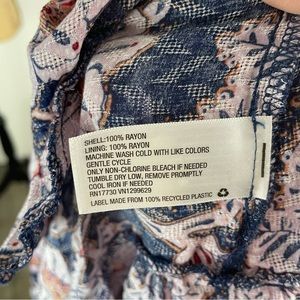 SHELL:100% RAYON
LINING: 100% RAYON
MACHINE WASH COLD WITH LIKE COLORS
GENTLE CYCLE
ONLY NON-CHLORINE BLEACH IF NEEDED
TUMBLE DRY LOW, REMOVE PROMPTLY
COOL IRON IF NEEDED
RN17730 VN1299629
LABEL MADE FROM 100% RECYCLED PLASTIC